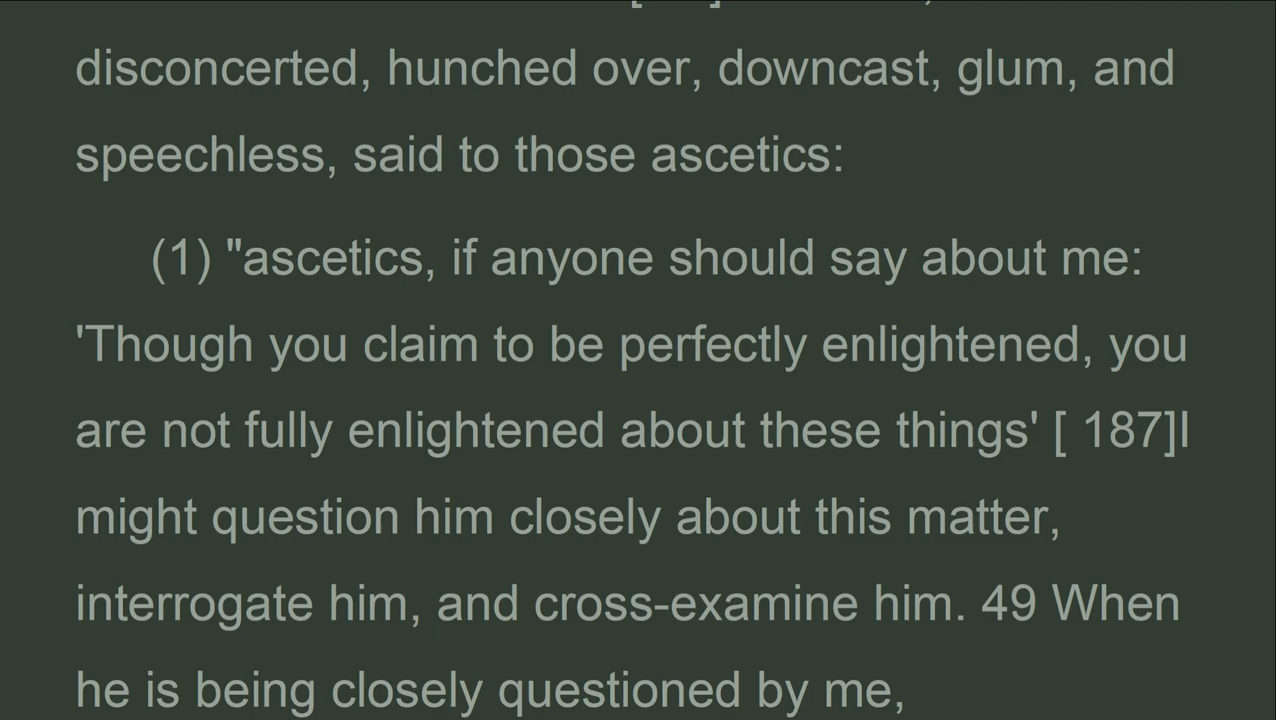 disconcerted, hunched over, downcast, glum, and
speechless, said to those ascetics:
(1) "ascetics, if anyone should say about me:
'Though you claim to be perfectly enlightened, you
are not fully enlightened about these things' [ 187]I
might question him closely about this matter,
interrogate him, and cross-examine him. 49 When
he is being closely questioned by me,